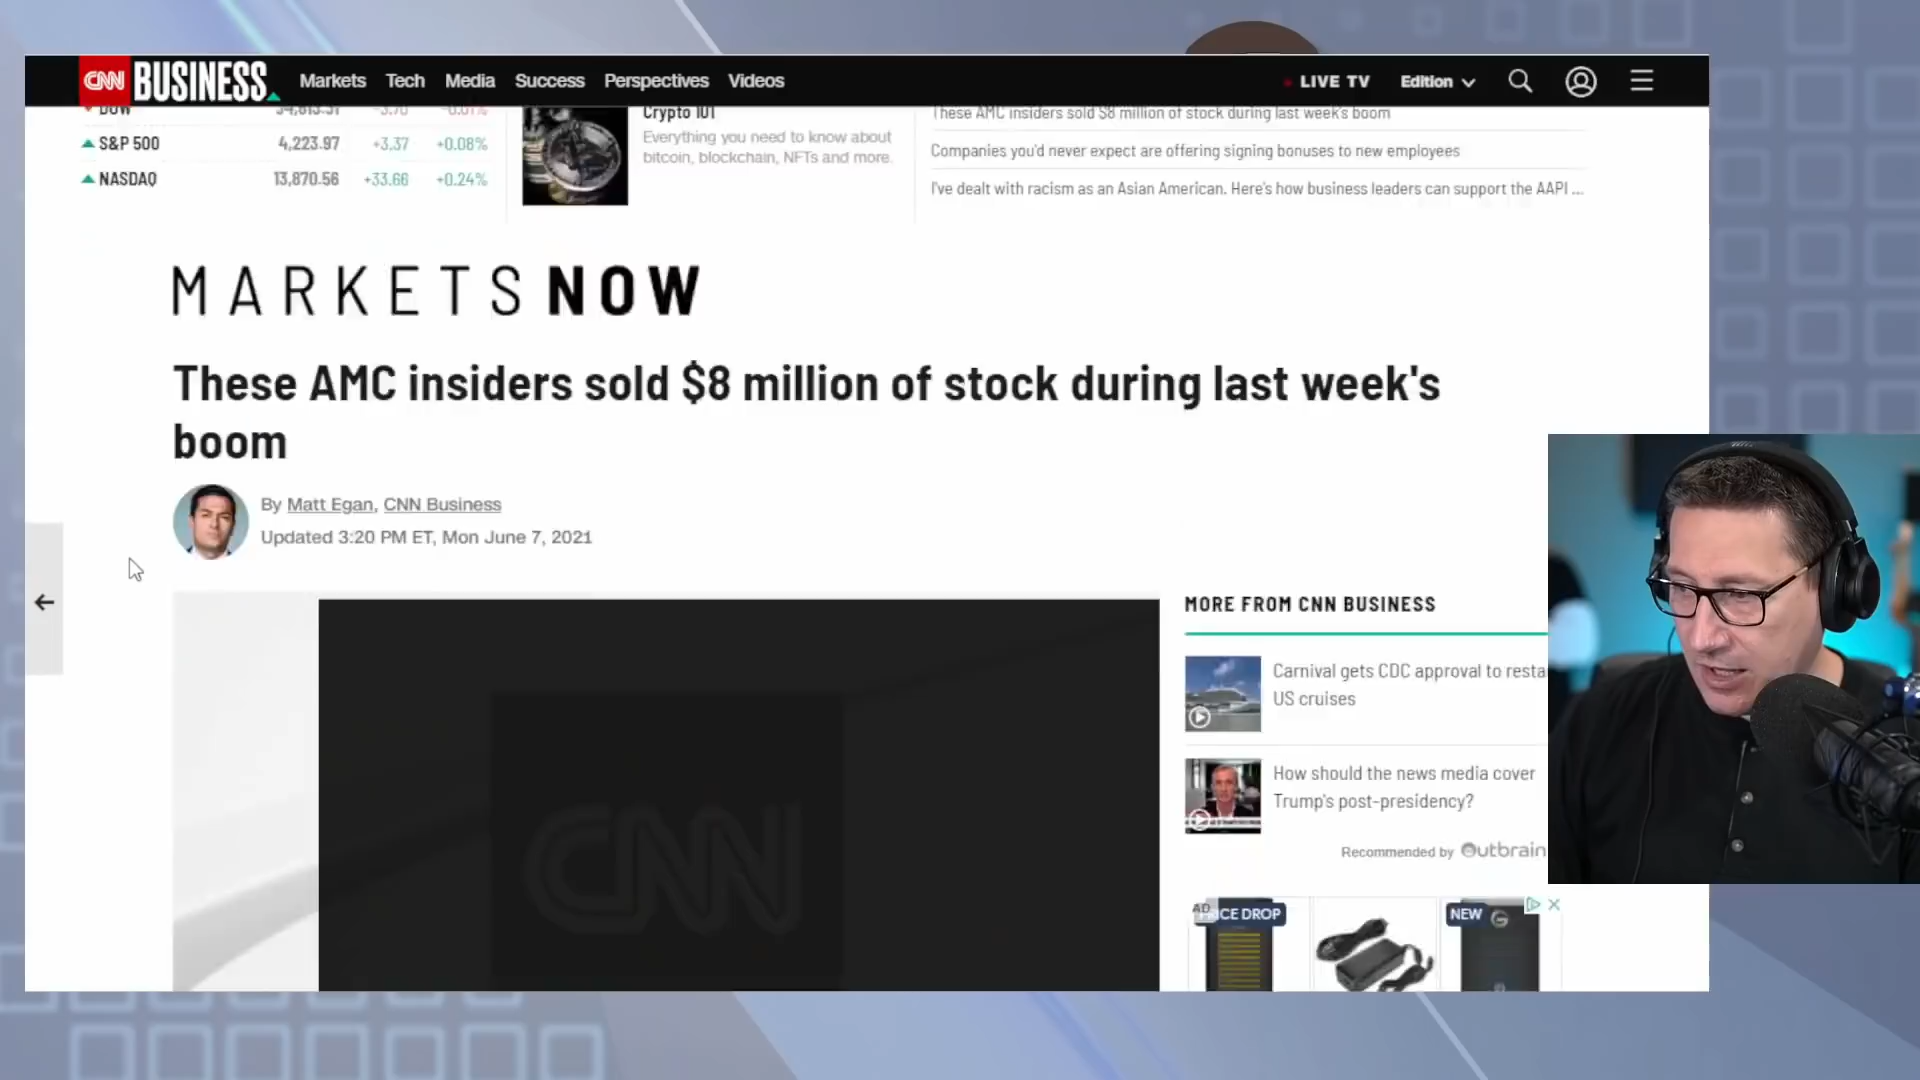 CNN BUSINESS
Markets Tech Media Success Perspectives Videos
LIVE TV Edition
DOW
S&P 500 4,223.97 +3.37 +0.08%
NASDAQ 13,870.56 +33.66 +0.24%
Crypto 101
Everything you need to know about
bitcoin, blockchain, NFTs and more.
These AMC insiders sold $8 million of stock during last week's boom
Companies you'd never expect are offering signing bonuses to new employees
I've dealt with racism as an Asian American. Here's how business leaders can support the AAPI ...
MARKETS NOW
These AMC insiders sold $8 million of stock during last week's
boom
By Matt Egan, CNN Business
Updated 3:20 PM ET, Mon June 7, 2021
CNN
MORE FROM CNN BUSINESS
Carnival gets CDC approval to resta
US cruises
How should the news media cover
Trump's post-presidency?
Recommended by Outbrain
AD
RICE DROP
NEW